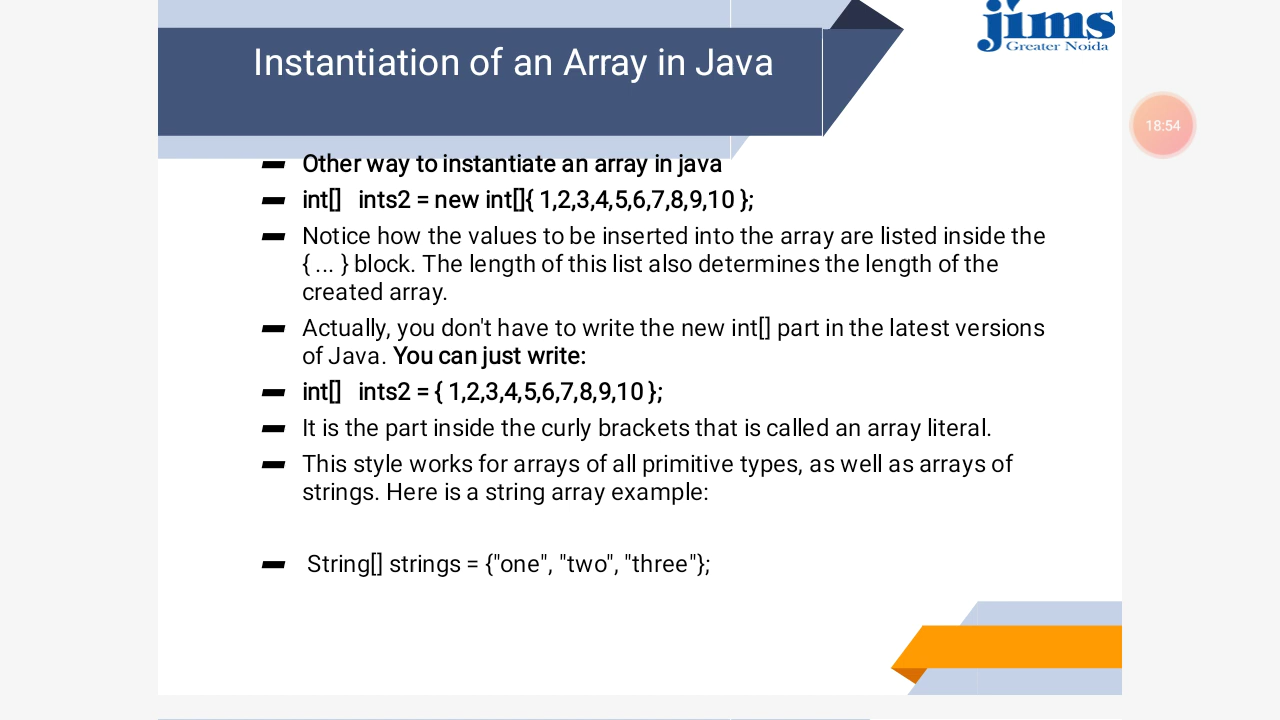 jims
Greater Noida
Instantiation of an Array in Java
18:54
Other way to instantiate an array in java
int[]   ints2 = new int[]{ 1,2,3,4,5,6,7,8,9,10 };
Notice how the values to be inserted into the array are listed inside the
{ ... } block. The length of this list also determines the length of the
created array.
Actually, you don't have to write the new int[] part in the latest versions
of Java. You can just write:
int[]   ints2 = { 1,2,3,4,5,6,7,8,9,10 };
It is the part inside the curly brackets that is called an array literal.
This style works for arrays of all primitive types, as well as arrays of
strings. Here is a string array example:
String[] strings = {"one", "two", "three"};